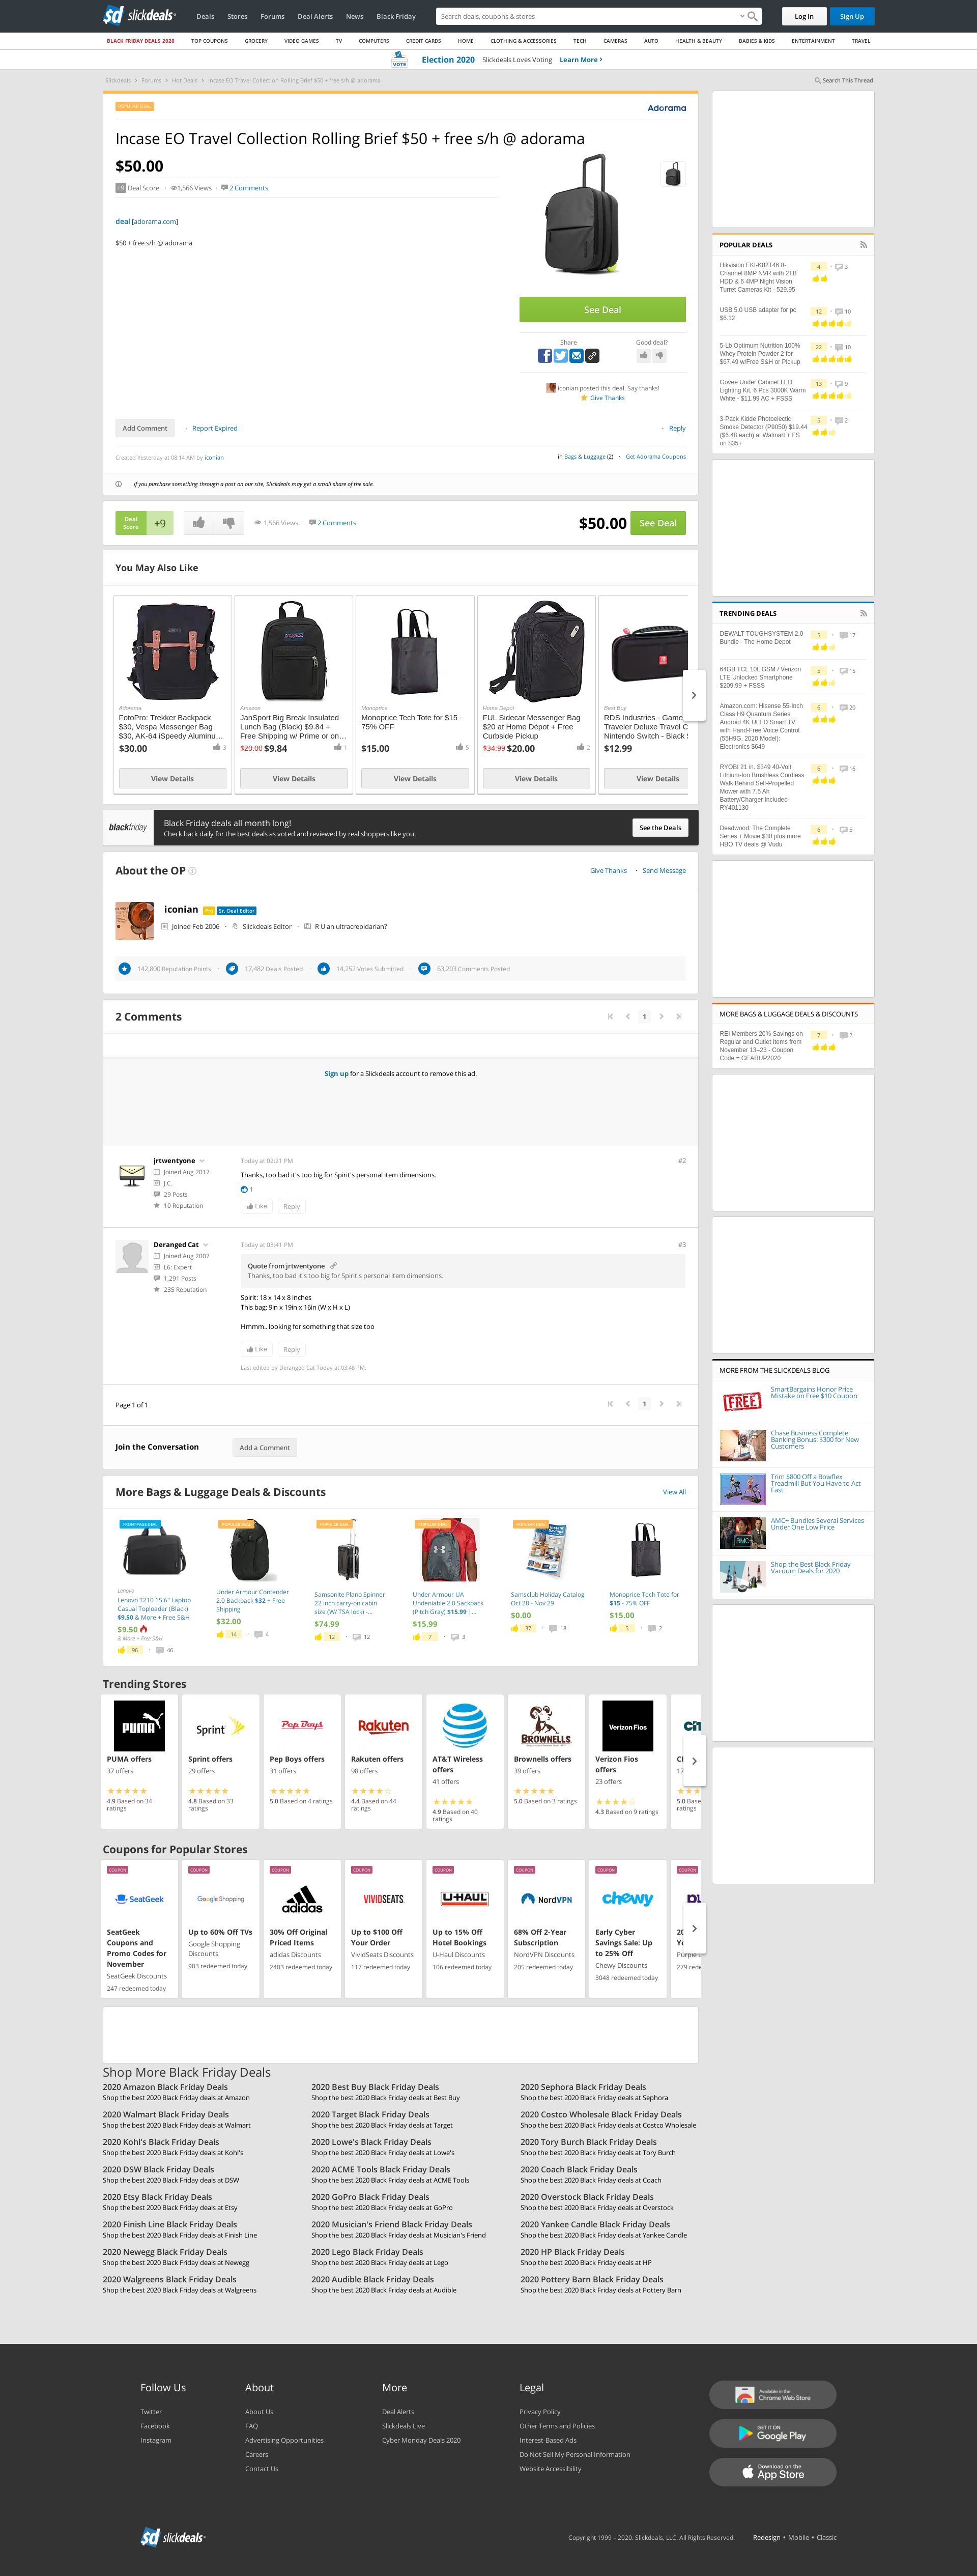 slickdeals
Deals Stores Forums Deal Alerts News Black Friday
Search deals, coupons & stores
Log In Sign Up
BLACK FRIDAY DEALS 2020 TOP COUPONS GROCERY VIDEO GAMES TV COMPUTERS CREDIT CARDS HOME CLOTHING & ACCESSORIES TECH CAMERAS AUTO HEALTH & BEAUTY BABIES & KIDS ENTERTAINMENT TRAVEL
VOTE Election 2020 Slickdeals Loves Voting Learn More
Slickdeals Forums Hot Deals Incase EO Travel Collection Rolling Brief $50 + free s/h @ adorama
Search This Thread
POPULAR DEAL
Adorama
Incase EO Travel Collection Rolling Brief $50 + free s/h @ adorama
$50.00
+9 Deal Score 1,566 Views 2 Comments
deal [adorama.com]
$50 + free s/h @ adorama
See Deal
Share Good deal?
iconian posted this deal. Say thanks!
Give Thanks
Add Comment Report Expired Reply
Created Yesterday at 08:14 AM by iconian
in Bags & Luggage (2) Get Adorama Coupons
If you purchase something through a post on our site, Slickdeals may get a small share of the sale.
Deal Score +9 1,566 Views 2 Comments $50.00 See Deal
You May Also Like
Adorama
FotoPro: Trekker Backpack $30, Vespa Messenger Bag $30, AK-64 iSpeedy Aluminu...
$30.00 3
View Details
Amazon
JanSport Big Break Insulated Lunch Bag (Black) $9.84 + Free Shipping w/ Prime or on...
$20.00 $9.84 1
View Details
Monoprice
Monoprice Tech Tote for $15 - 75% OFF
$15.00 5
View Details
Home Depot
FUL Sidecar Messenger Bag $20 at Home Dépot + Free Curbside Pickup
$34.99 $20.00 2
View Details
Best Buy
RDS Industries - Game Traveler Deluxe Travel C Nintendo Switch - Black
$12.99
View Details
blackfriday
Black Friday deals all month long!
Check back daily for the best deals as voted and reviewed by real shoppers like you.
See the Deals
About the OP
Give Thanks Send Message
iconian Pro Sr. Deal Editor
Joined Feb 2006 Slickdeals Editor R U an ultracrepidarian?
142,800 Reputation Points 17,482 Deals Posted 14,252 Votes Submitted 63,203 Comments Posted
2 Comments 1
Sign up for a Slickdeals account to remove this ad.
jrtwentyone
Joined Aug 2017
J.C.
29 Posts
10 Reputation
Today at 02:21 PM #2
Thanks, too bad it's too big for Spirit's personal item dimensions.
1
Like Reply
Deranged Cat
Joined Aug 2007
L6: Expert
1,291 Posts
235 Reputation
Today at 03:41 PM #3
Quote from jrtwentyone
Thanks, too bad it's too big for Spirit's personal item dimensions.
Spirit: 18 x 14 x 8 inches
This bag: 9in x 19in x 16in (W x H x L)
Hmmm.. looking for something that size too
Like Reply
Last edited by Deranged Cat Today at 03:48 PM
Page 1 of 1 1
Join the Conversation Add a Comment
More Bags & Luggage Deals & Discounts View All
FRONTPAGE DEAL
Lenovo
Lenovo T210 15.6" Laptop Casual Toploader (Black) $9.50 & More + Free S&H
$9.50
& More + Free S&H
96 46
POPULAR DEAL
Under Armour Contender 2.0 Backpack $32 + Free Shipping
$32.00
14 4
POPULAR DEAL
Samsonite Plano Spinner 22 inch carry-on cabin size (W/ TSA lock) -...
$74.99
12 12
POPULAR DEAL
Under Armour UA Undeniable 2.0 Sackpack (Pitch Gray) $15.99 |...
$15.99
7 3
POPULAR DEAL
Samsclub Holiday Catalog Oct 28 - Nov 29
$0.00
37 18
Monoprice Tech Tote for $15 - 75% OFF
$15.00
5 2
Trending Stores
PUMA
PUMA offers
37 offers
4.9 Based on 34 ratings
Sprint
Sprint offers
29 offers
4.8 Based on 33 ratings
Pep Boys
Pep Boys offers
31 offers
5.0 Based on 4 ratings
Rakuten
Rakuten offers
98 offers
4.4 Based on 44 ratings
AT&T Wireless offers
41 offers
4.9 Based on 40 ratings
BROWNELLS
Brownells offers
39 offers
5.0 Based on 3 ratings
Verizon Fios
Verizon Fios offers
23 offers
4.3 Based on 9 ratings
5.0 Base ratings
Coupons for Popular Stores
COUPON
SeatGeek
SeatGeek Coupons and Promo Codes for November
SeatGeek Discounts
247 redeemed today
COUPON
Google Shopping
Up to 60% Off TVs
Google Shopping Discounts
903 redeemed today
COUPON
adidas
30% Off Original Priced Items
adidas Discounts
2403 redeemed today
COUPON
VIVIDSEATS
Up to $100 Off Your Order
VividSeats Discounts
117 redeemed today
COUPON
U-HAUL
Up to 15% Off Hotel Bookings
U-Haul Discounts
106 redeemed today
COUPON
NordVPN
68% Off 2-Year Subscription
NordVPN Discounts
205 redeemed today
COUPON
chewy
Early Cyber Savings Sale: Up to 25% Off
Chewy Discounts
3048 redeemed today
COUPON
Shop More Black Friday Deals
2020 Amazon Black Friday Deals
Shop the best 2020 Black Friday deals at Amazon
2020 Best Buy Black Friday Deals
Shop the best 2020 Black Friday deals at Best Buy
2020 Sephora Black Friday Deals
Shop the best 2020 Black Friday deals at Sephora
2020 Walmart Black Friday Deals
Shop the best 2020 Black Friday deals at Walmart
2020 Target Black Friday Deals
Shop the best 2020 Black Friday deals at Target
2020 Costco Wholesale Black Friday Deals
Shop the best 2020 Black Friday deals at Costco Wholesale
2020 Kohl's Black Friday Deals
Shop the best 2020 Black Friday deals at Kohl's
2020 Lowe's Black Friday Deals
Shop the best 2020 Black Friday deals at Lowe's
2020 Tory Burch Black Friday Deals
Shop the best 2020 Black Friday deals at Tory Burch
2020 DSW Black Friday Deals
Shop the best 2020 Black Friday deals at DSW
2020 ACME Tools Black Friday Deals
Shop the best 2020 Black Friday deals at ACME Tools
2020 Coach Black Friday Deals
Shop the best 2020 Black Friday deals at Coach
2020 Etsy Black Friday Deals
Shop the best 2020 Black Friday deals at Etsy
2020 GoPro Black Friday Deals
Shop the best 2020 Black Friday deals at GoPro
2020 Overstock Black Friday Deals
Shop the best 2020 Black Friday deals at Overstock
2020 Finish Line Black Friday Deals
Shop the best 2020 Black Friday deals at Finish Line
2020 Musician's Friend Black Friday Deals
Shop the best 2020 Black Friday deals at Musician's Friend
2020 Yankee Candle Black Friday Deals
Shop the best 2020 Black Friday deals at Yankee Candle
2020 Newegg Black Friday Deals
Shop the best 2020 Black Friday deals at Newegg
2020 Lego Black Friday Deals
Shop the best 2020 Black Friday deals at Lego
2020 HP Black Friday Deals
Shop the best 2020 Black Friday deals at HP
2020 Walgreens Black Friday Deals
Shop the best 2020 Black Friday deals at Walgreens
2020 Audible Black Friday Deals
Shop the best 2020 Black Friday deals at Audible
2020 Pottery Barn Black Friday Deals
Shop the best 2020 Black Friday deals at Pottery Barn
POPULAR DEALS
Hikvision EKI-K82T46 8-Channel 8MP NVR with 2TB HDD & 6 4MP Night Vision Turret Cameras Kit - 529.95
4 3
USB 5.0 USB adapter for pc $6.12
12 10
5-Lb Optimum Nutrition 100% Whey Protein Powder 2 for $67.49 w/Free S&H or Pickup
22 10
Govee Under Cabinet LED Lighting Kit, 6 Pcs 3000K Warm White - $11.99 AC + FSSS
13 9
3-Pack Kidde Photoelectic Smoke Detector (P9050) $19.44 ($6.48 each) at Walmart + FS on $35+
5 2
TRENDING DEALS
DEWALT TOUGHSYSTEM 2.0 Bundle - The Home Depot
5 17
64GB TCL 10L GSM / Verizon LTE Unlocked Smartphone $209.99 + FSSS
5 15
Amazon.com: Hisense 55-Inch Class H9 Quantum Series Android 4K ULED Smart TV with Hand-Free Voice Control (55H9G, 2020 Model): Electronics $649
6 20
RYOBI 21 in. $349 40-Volt Lithium-Ion Brushless Cordless Walk Behind Self-Propelled Mower with 7.5 Ah Battery/Charger Included-RY401130
6 16
Deadwood: The Complete Series + Movie $30 plus more HBO TV deals @ Vudu
6 5
MORE BAGS & LUGGAGE DEALS & DISCOUNTS
REI Members 20% Savings on Regular and Outlet Items from November 13-23 - Coupon Code = GEARUP2020
7 2
MORE FROM THE SLICKDEALS BLOG
FREE
SmartBargains Honor Price Mistake on Free $10 Coupon
Chase Business Complete Banking Bonus: $300 for New Customers
Trim $800 Off a Bowflex Treadmill But You Have to Act Fast
AMC+ Bundles Several Services Under One Low Price
Shop the Best Black Friday Vacuum Deals for 2020
Follow Us
Twitter
Facebook
Instagram
About
About Us
FAQ
Advertising Opportunities
Careers
Contact Us
More
Deal Alerts
Slickdeals Live
Cyber Monday Deals 2020
Legal
Privacy Policy
Other Terms and Policies
Interest-Based Ads
Do Not Sell My Personal Information
Website Accessibility
Available in the Chrome Web Store
GET IT ON Google Play
Download on the App Store
slickdeals
Copyright 1999 – 2020. Slickdeals, LLC. All Rights Reserved. Redesign • Mobile • Classic